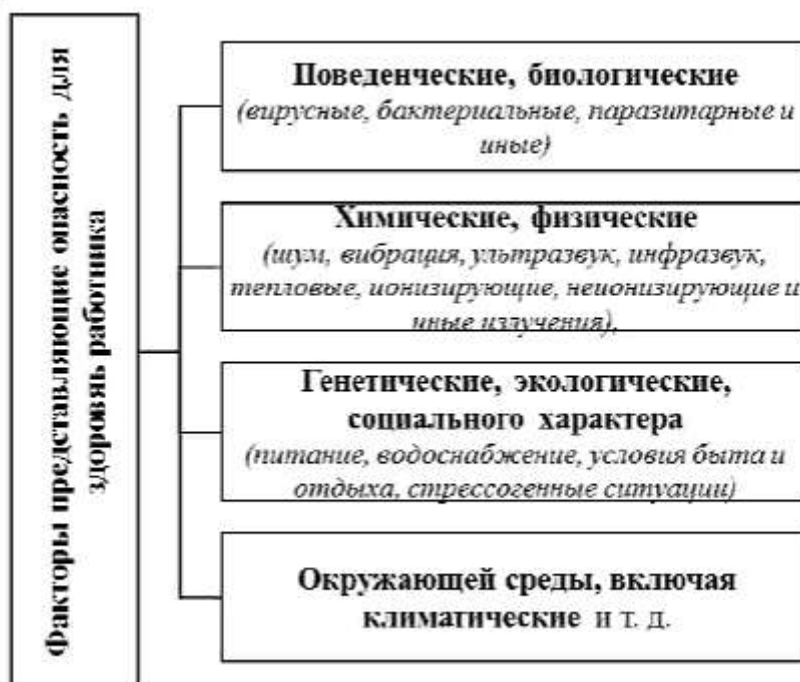 Факторы представляющие опасность для
здоровяь работника
Поведенческие, биологические
(вирусные, бактериальные, паразитарные и
иные)
Химические, физические
(шум, вибрация, ультразвук, инфразвук,
тепловые, ионизирующие, неионизирующие и
иные излучения),
Генетические, экологические,
социального характера
(питание, водоснабжение, условия быта и
отдыха, стрессогенные ситуации)
Окружающей среды, включая
климатические и т. д.